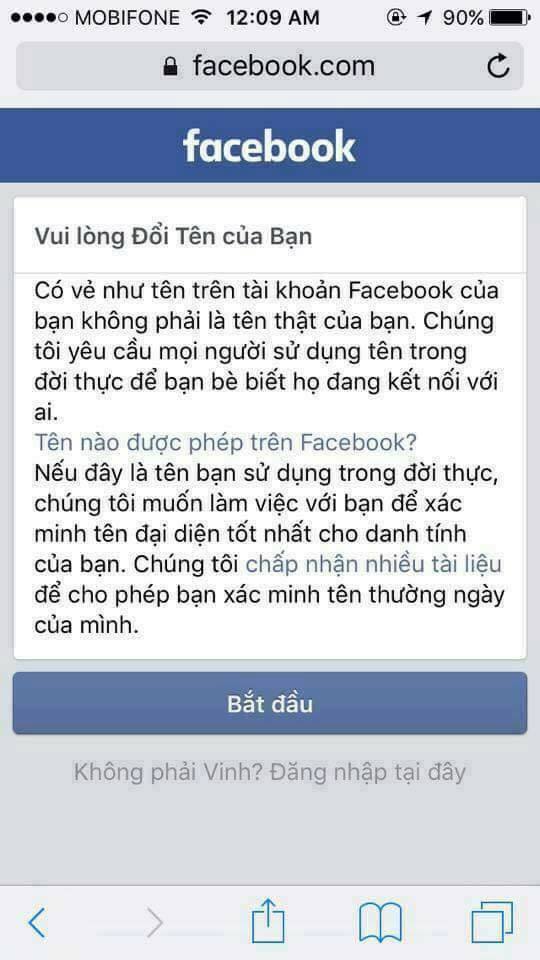 MOBIFONE 12:09 AM 90%
facebook.com
facebook
Vui lòng Đổi Tên của Bạn
Có vẻ như tên trên tài khoản Facebook của
bạn không phải là tên thật của bạn. Chúng
tôi yêu cầu mọi người sử dụng tên trong
đời thực để bạn bè biết họ đang kết nối với
ai.
Tên nào được phép trên Facebook?
Nếu đây là tên bạn sử dụng trong đời thực,
chúng tôi muốn làm việc với bạn để xác
minh tên đại diện tốt nhất cho danh tính
của bạn. Chúng tôi chấp nhận nhiều tài liệu
để cho phép bạn xác minh tên thường ngày
của mình.
Bắt đầu
Không phải Vinh? Đăng nhập tại đây